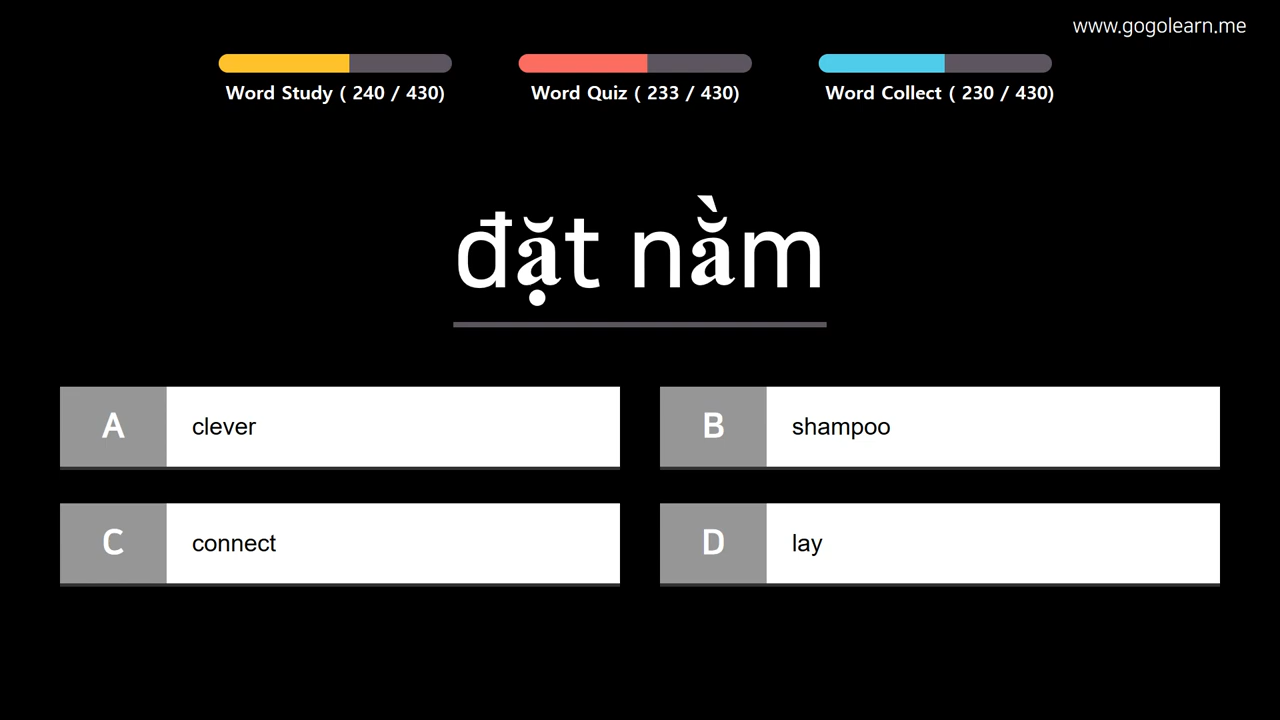 www.gogolearn.me
Word Study ( 240 / 430)
Word Quiz ( 233 / 430)
Word Collect ( 230 / 430)
đặt nằm
A clever
B shampoo
C connect
D lay